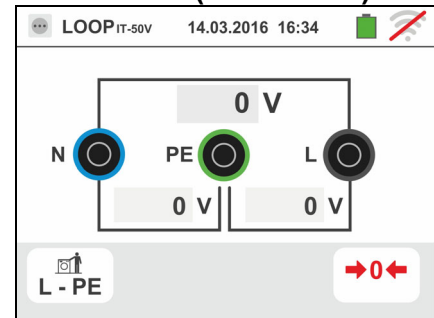 LOOP IT-50V 14.03.2016 16:34
0 V
N PE L
0 V 0 V
L - PE →0←